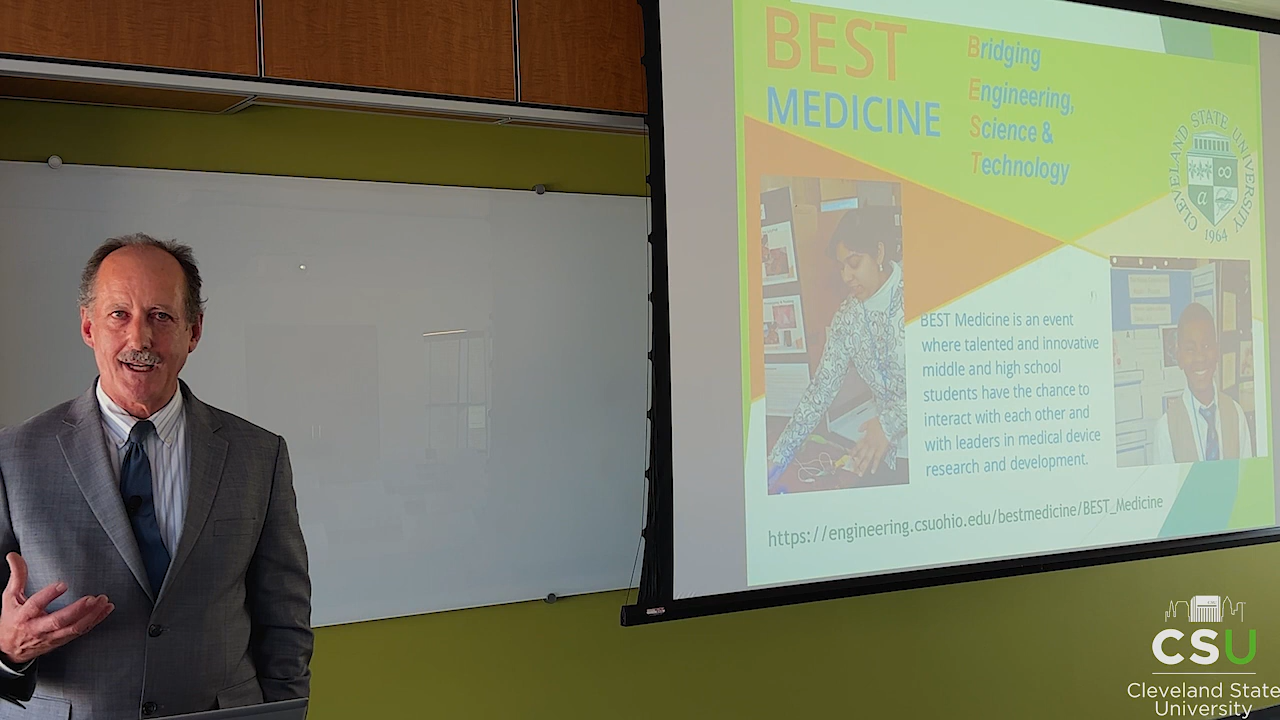 BEST
MEDICINE
Bridging
Engineering,
Science &
Technology
CLEVELAND STATE UNIVERSITY
1964
BEST Medicine is an event
where talented and innovative
middle and high school
students have the chance to
interact with each other and
with leaders in medical device
research and development.
https://engineering.csuohio.edu/bestmedicine/BEST_Medicine
CSU
Cleveland State
University